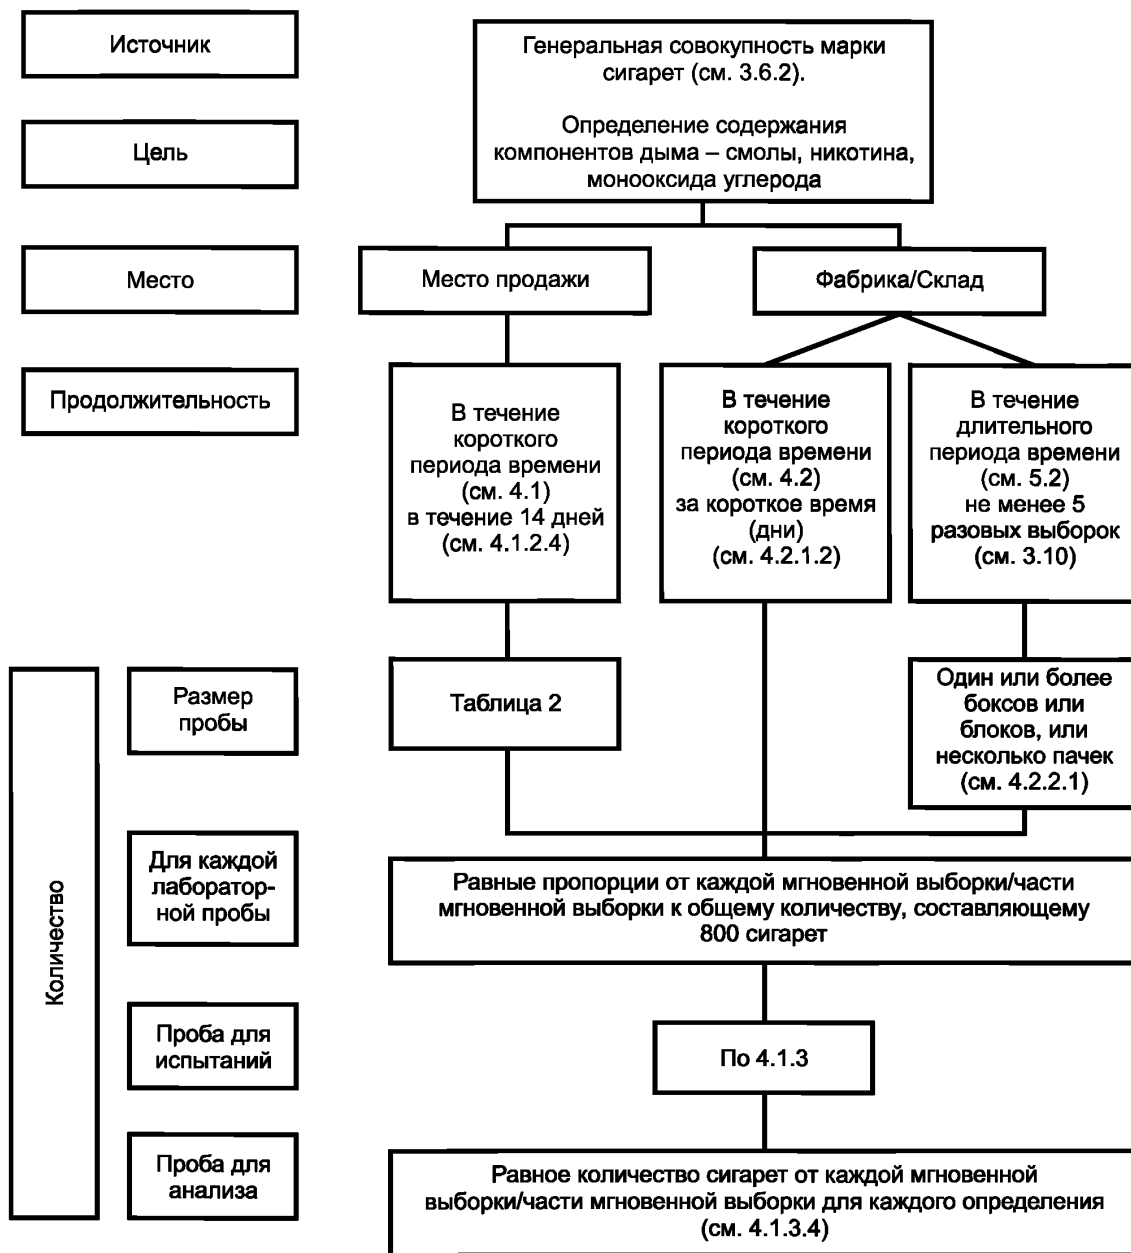 Источник
Генеральная совокупность марки
сигарет (см. 3.6.2).
Цель
Определение содержания
компонентов дыма – смолы, никотина,
монооксида углерода
Место
Место продажи
Фабрика/Склад
Продолжительность
В течение
короткого
периода времени
(см. 4.1)
в течение 14 дней
(см. 4.1.2.4)
В течение
короткого
периода времени
(см. 4.2)
за короткое время
(дни)
(см. 4.2.1.2)
В течение
длительного
периода времени
(см. 5.2)
не менее 5
разовых выборок
(см. 3.10)
Количество
Размер
пробы
Таблица 2
Один или более
боксов или
блоков, или
несколько пачек
(см. 4.2.2.1)
Для каждой
лаборатор-
ной пробы
Равные пропорции от каждой мгновенной выборки/части
мгновенной выборки к общему количеству, составляющему
800 сигарет
Проба для
испытаний
По 4.1.3
Проба для
анализа
Равное количество сигарет от каждой мгновенной
выборки/части мгновенной выборки для каждого определения
(см. 4.1.3.4)